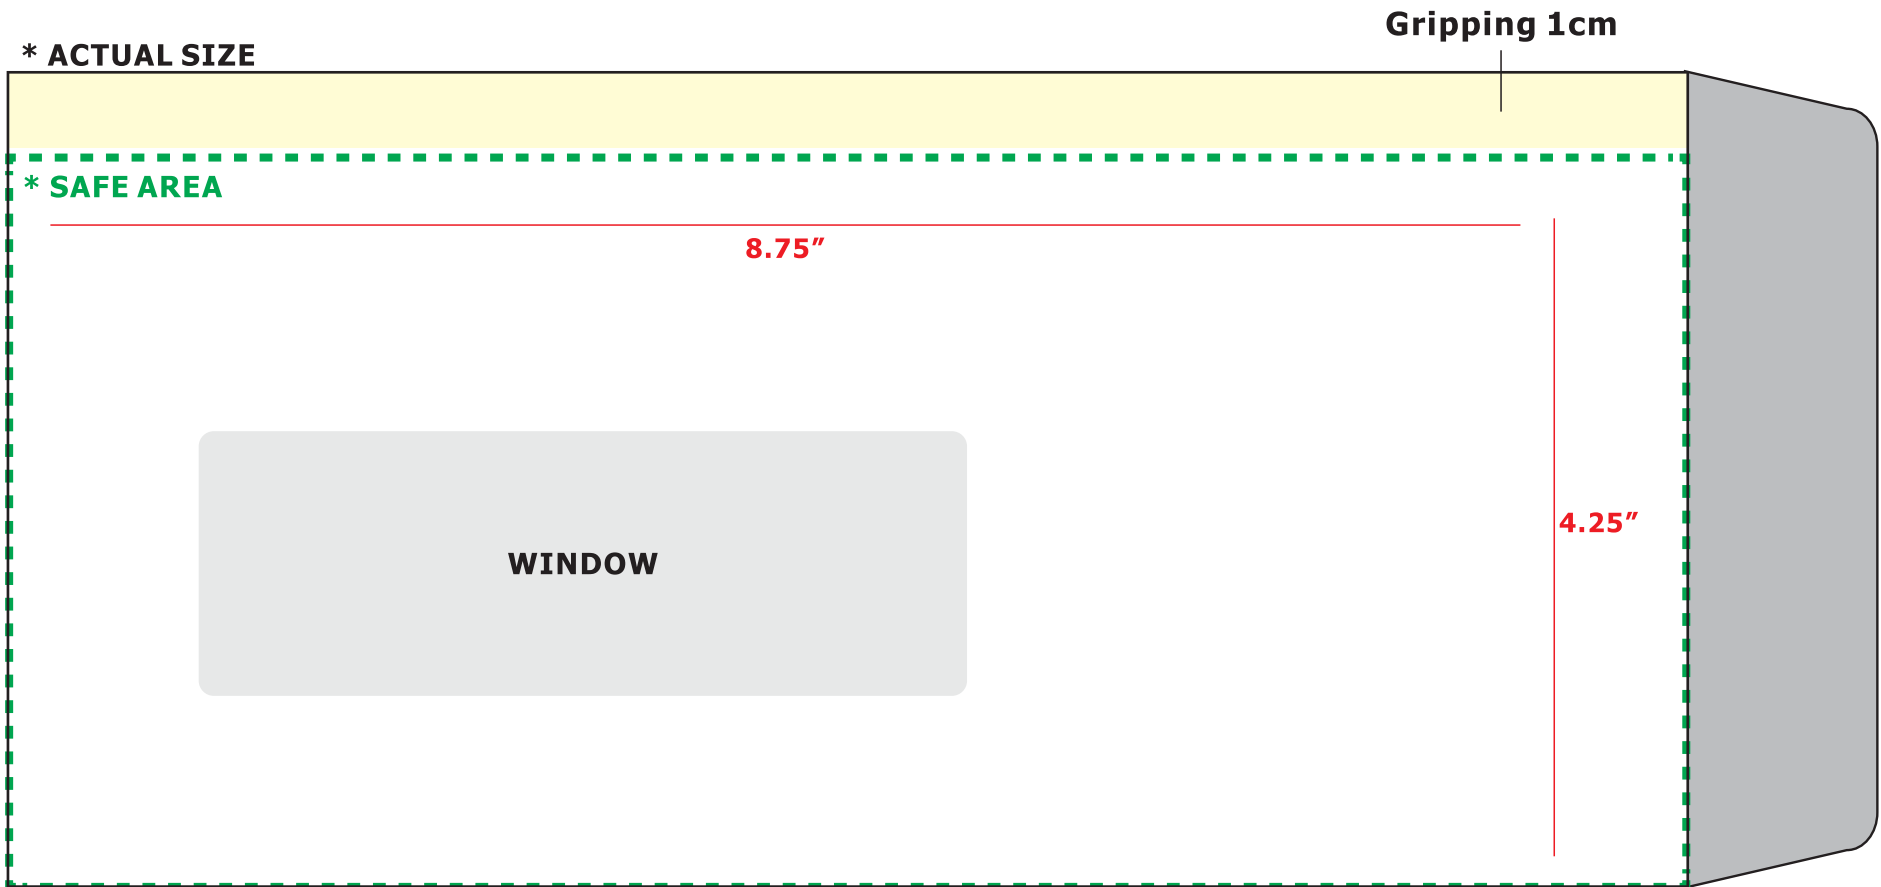 Gripping 1cm
* ACTUAL SIZE
* SAFE AREA
8.75”
4.25”
WINDOW